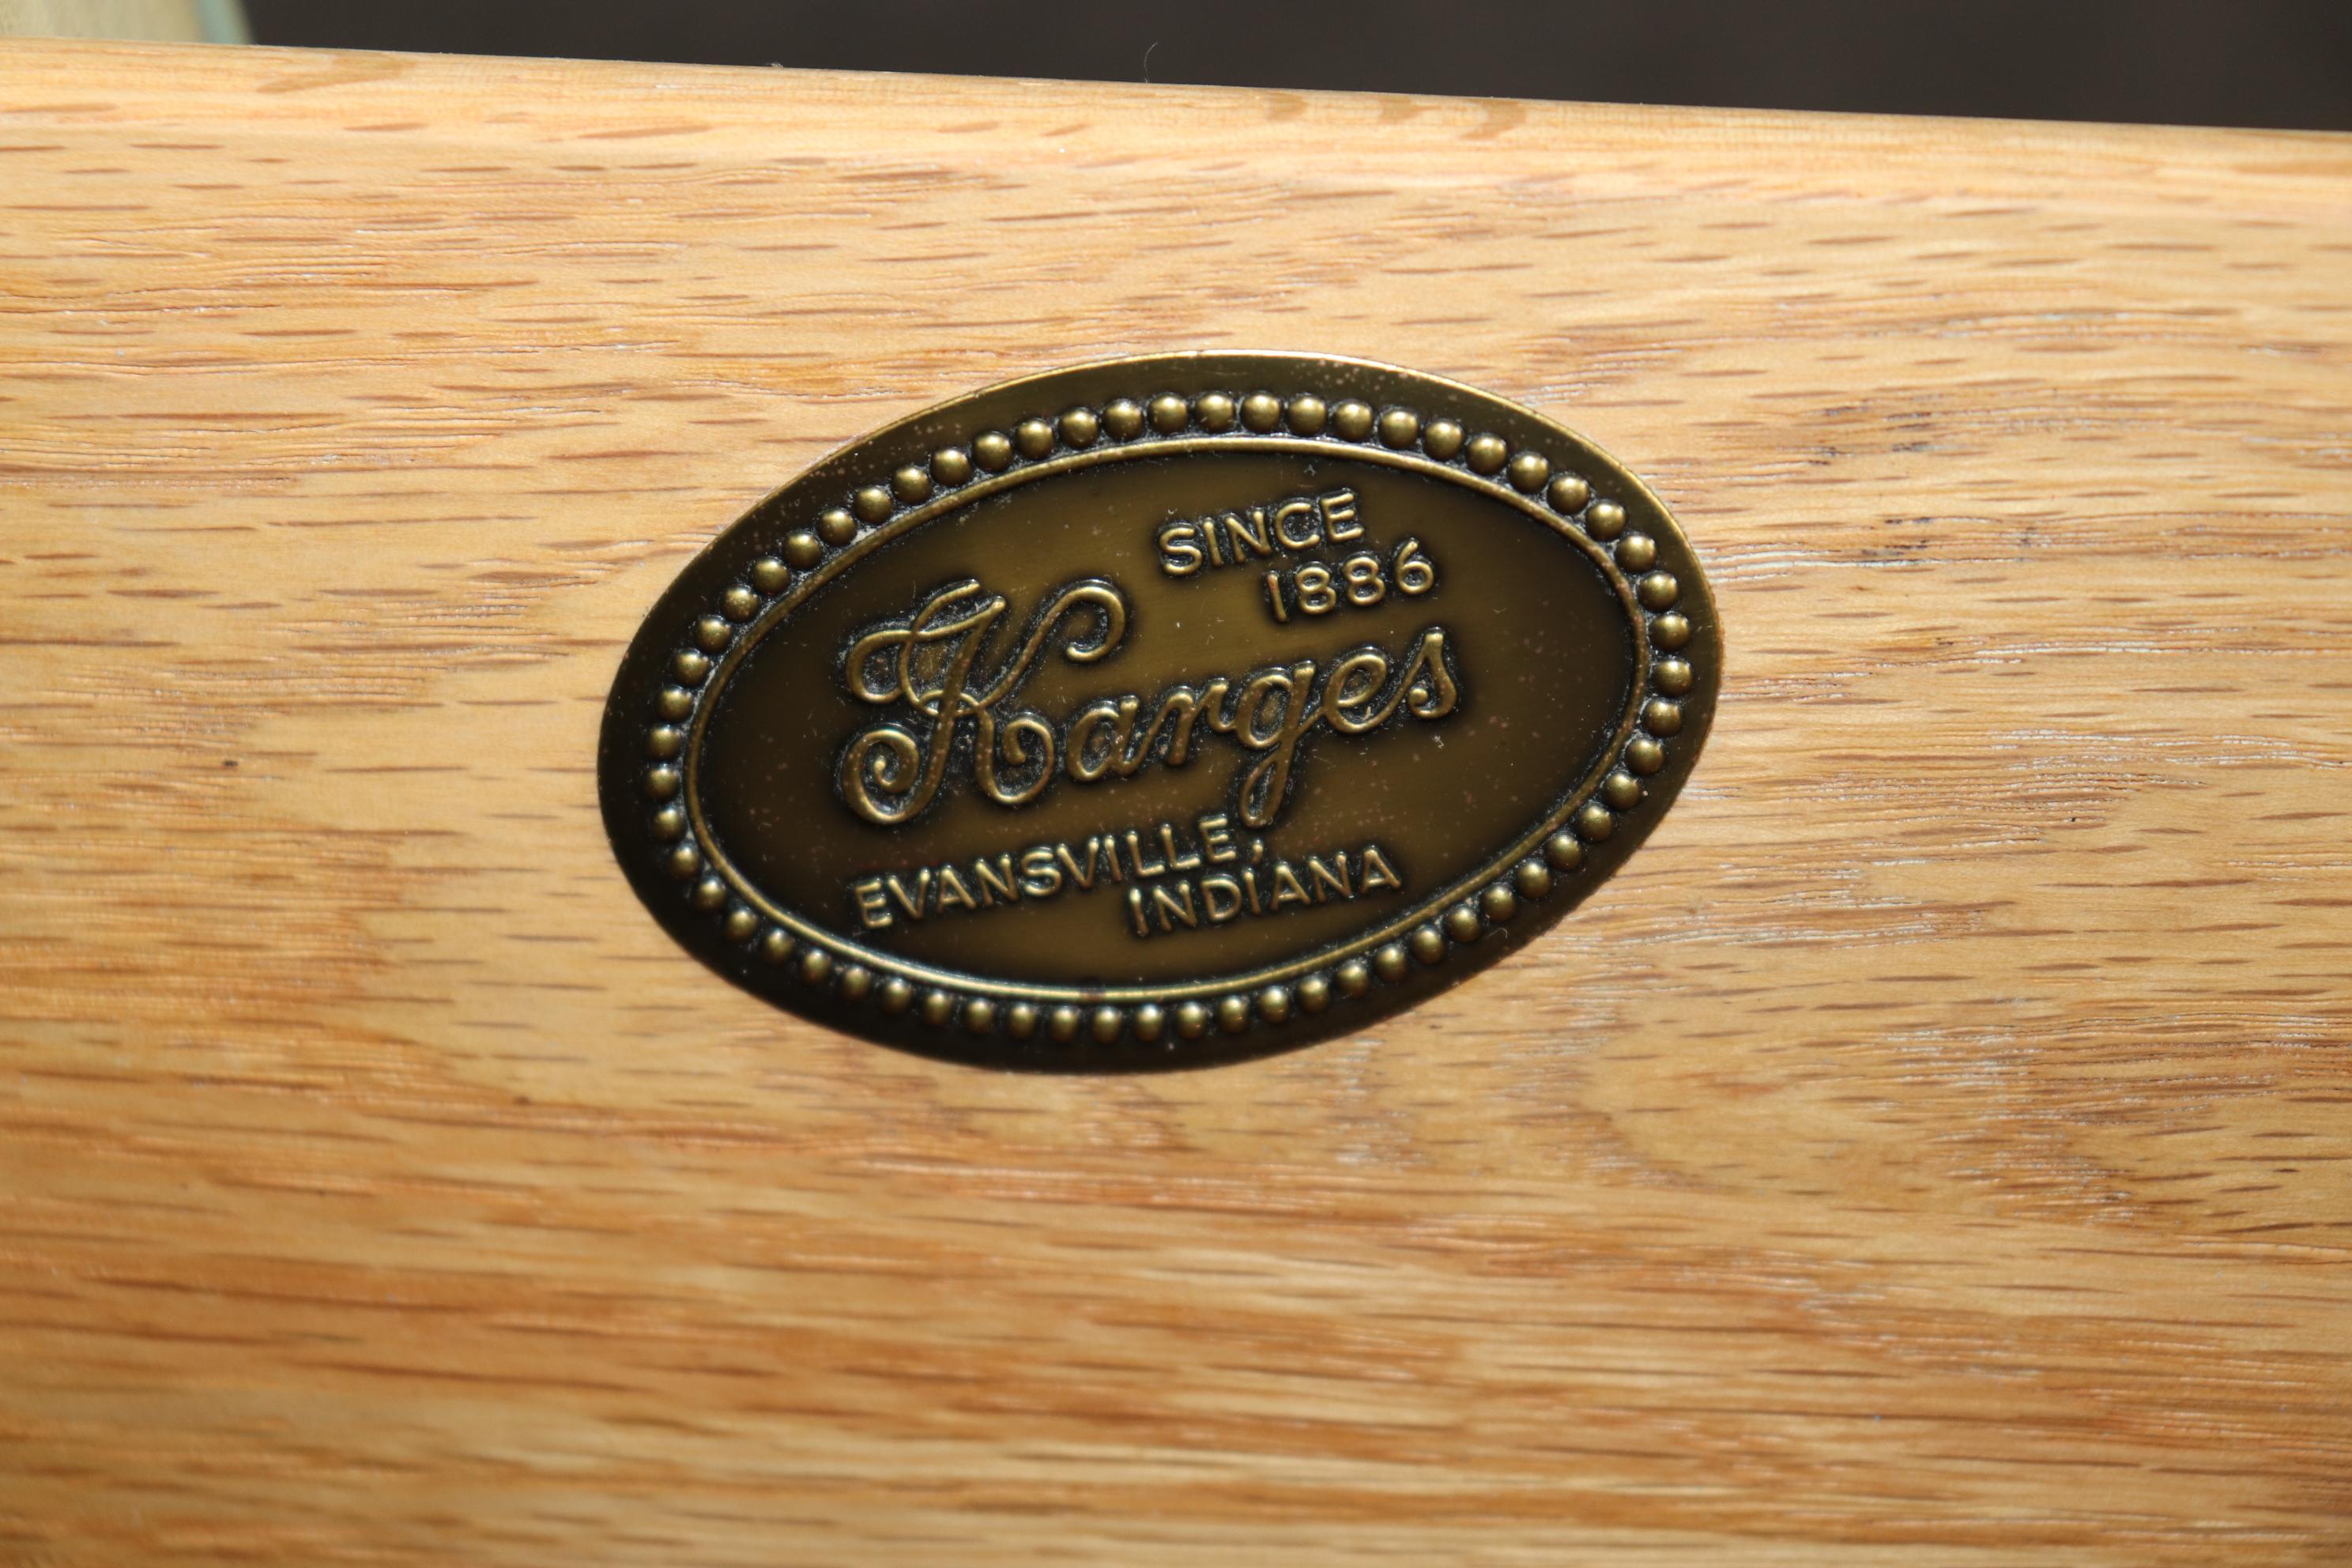 SINCE
1886
Karges
EVANSVILLE,
INDIANA